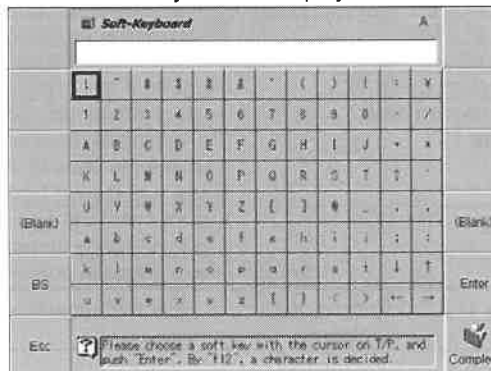 Soft-Keyboard A
! $ ' ( ) ¥
1 2 3 4 5 6 7 8 9 0 - /
A B C D E F G H I J
K L M N O P Q R S T
(Blank) U V W X Y Z [ ] _ (Blank)
a b c d e f g h i j
BS k l m n o p q r s t ↓ ↑ Enter
u v w x y z { } < > ← →
Esc Please choose a soft key with the cursor on T/P, and
push "Enter". By "f12", a character is decided. Comple